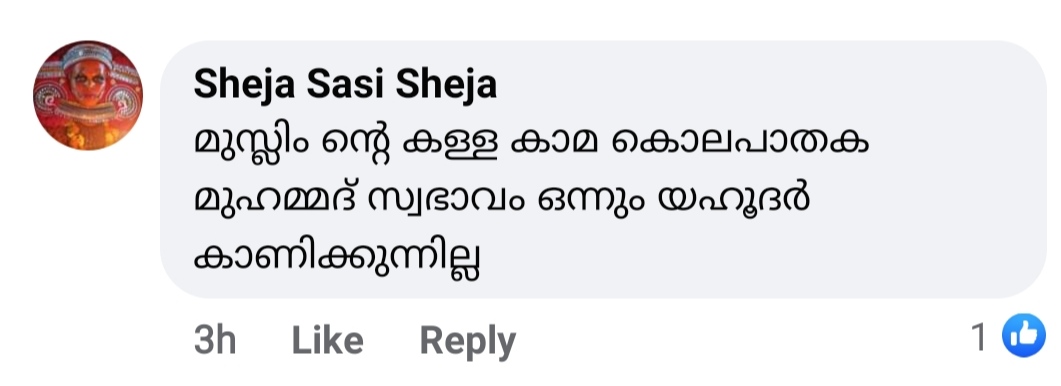 Sheja Sasi Sheja
മുസ്ലിം ന്റെ കള്ള കാമ കൊലപാതക
മുഹമ്മദ് സ്വഭാവം ഒന്നും യഹൂദർ
കാണിക്കുന്നില്ല
3h Like Reply 1